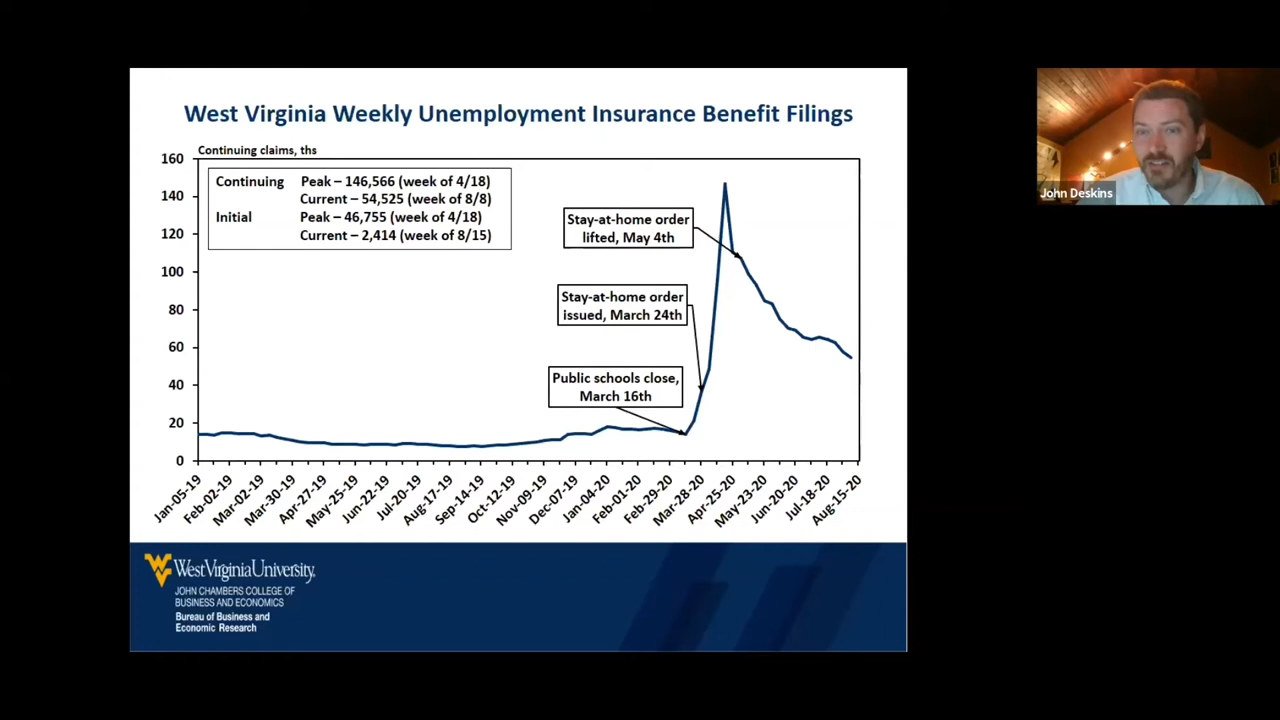 West Virginia Weekly Unemployment Insurance Benefit Filings
Continuing claims, ths
160
140
120
100
80
60
40
20
0
Continuing Peak – 146,566 (week of 4/18)
Current – 54,525 (week of 8/8)
Initial Peak – 46,755 (week of 4/18)
Current – 2,414 (week of 8/15)
Stay-at-home order
lifted, May 4th
Stay-at-home order
issued, March 24th
Public schools close,
March 16th
Jan-05-19
Feb-02-19
Mar-02-19
Mar-30-19
Apr-27-19
May-25-19
Jun-22-19
Jul-20-19
Aug-17-19
Sep-14-19
Oct-12-19
Nov-09-19
Dec-07-19
Jan-04-20
Feb-01-20
Feb-29-20
Mar-28-20
Apr-25-20
May-23-20
Jun-20-20
Jul-18-20
Aug-15-20
WestVirginiaUniversity.
JOHN CHAMBERS COLLEGE OF
BUSINESS AND ECONOMICS
Bureau of Business and
Economic Research
John Deskins